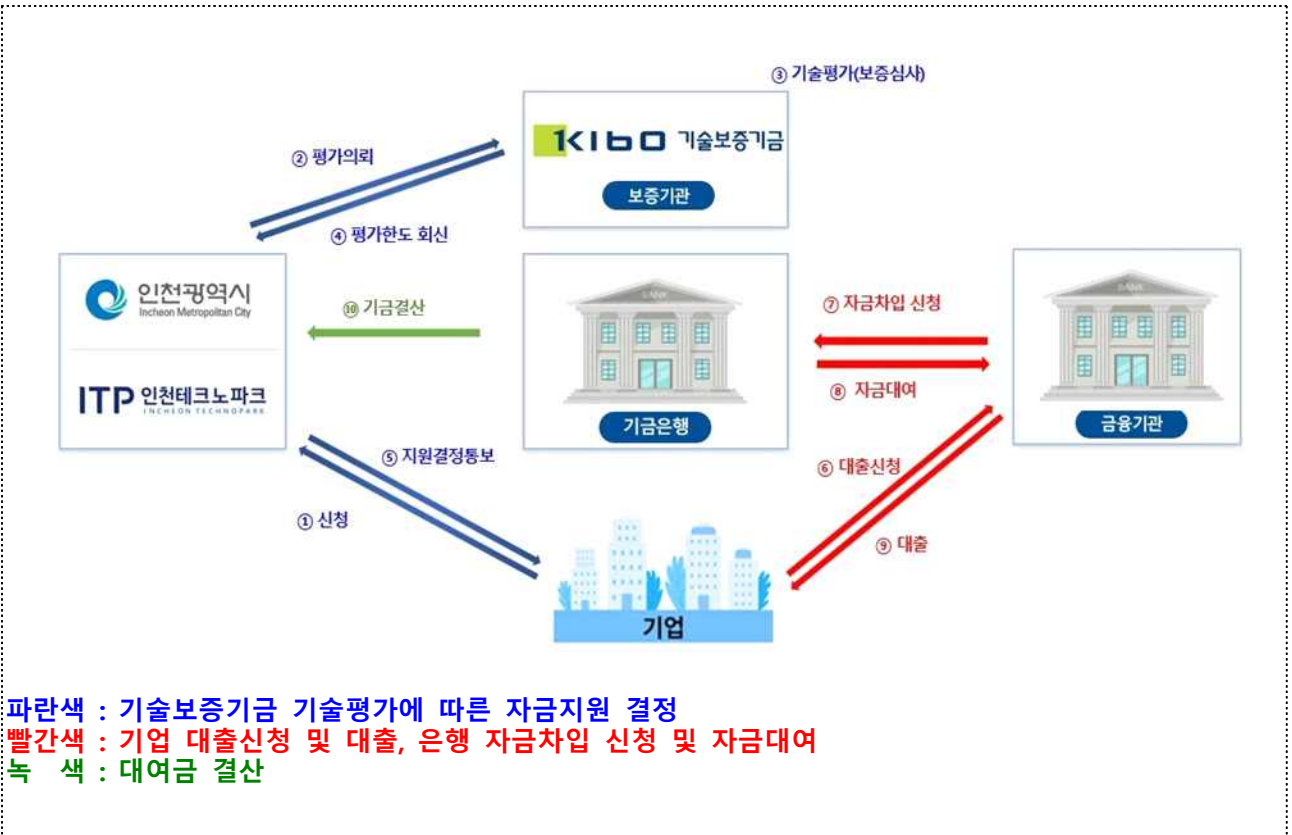 ③ 기술평가(보증심사)
KIBO 기술보증기금
② 평가의뢰
보증기관
④ 평가한도 회신
인천광역시
Incheon Metropolitan City
⑩ 기금결산
BANK
BANK
⑦ 자금차입 신청
ITP 인천테크노파크
INCHEON TECHNOPARK
⑧ 자금대여
기금은행
금융기관
⑤ 지원결정통보
⑥ 대출신청
① 신청
⑨ 대출
기업
파란색 : 기술보증기금 기술평가에 따른 자금지원 결정
빨간색 : 기업 대출신청 및 대출, 은행 자금차입 신청 및 자금대여
녹 색 : 대여금 결산